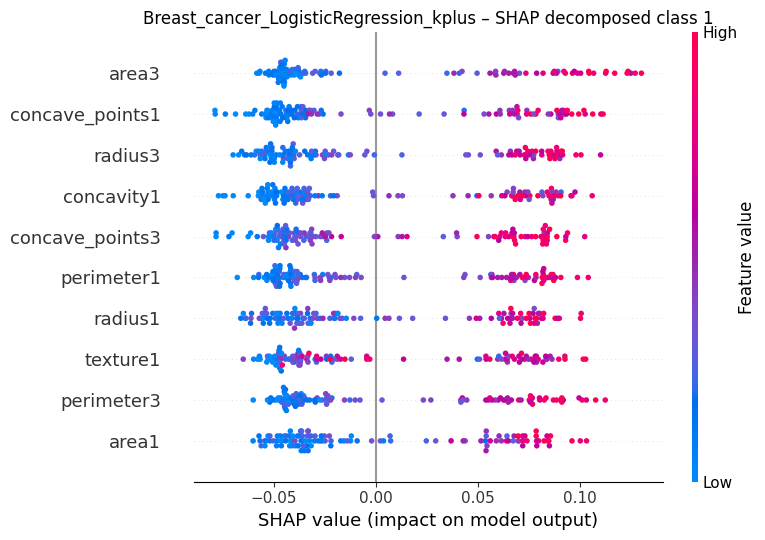 Breast_cancer_LogisticRegression_kplus – SHAP decomposed class 1
High
area3
concave_points1
radius3
concavity1
concave_points3
perimeter1
radius1
texture1
perimeter3
area1
Feature value
Low
−0.05 0.00 0.05 0.10
SHAP value (impact on model output)